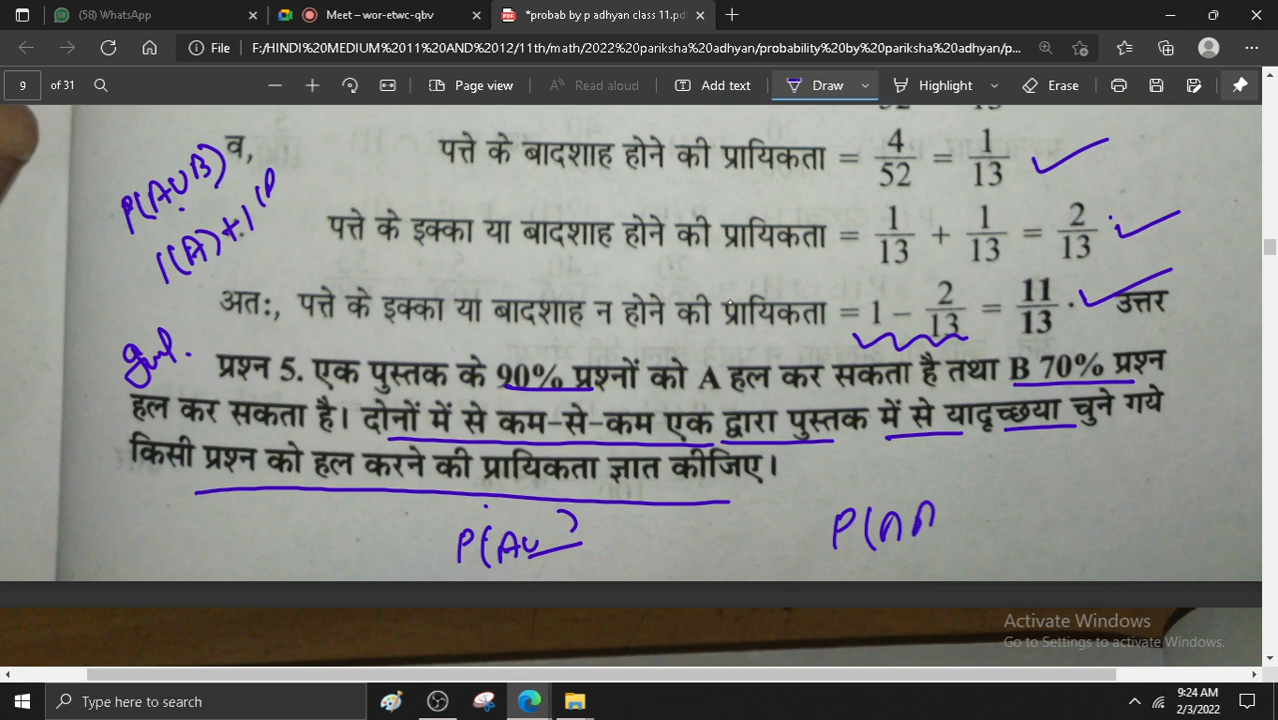 (58) WhatsApp
Meet – wor-etwc-qbv
*probab by p adhyan class 11.pd
File
F:/HINDI%20MEDIUM%2011%20AND%2012/11th/math/2022%20pariksha%20adhyan/probability%20by%20pariksha%20adhyan/p...
9 of 31
Page view
Read aloud
Add text
Draw
Highlight
Erase
व, पत्ते के बादशाह होने की प्रायिकता = 4/52 = 1/13
P(A∪B)
पत्ते के इक्का या बादशाह होने की प्रायिकता = 1/13 + 1/13 = 2/13
अतः, पत्ते के इक्का या बादशाह न होने की प्रायिकता = 1 − 2/13 = 11/13 · उत्तर
प्रश्न 5. एक पुस्तक के 90% प्रश्नों को A हल कर सकता है तथा B 70% प्रश्न
हल कर सकता है। दोनों में से कम-से-कम एक द्वारा पुस्तक में से यादृच्छया चुने गये
किसी प्रश्न को हल करने की प्रायिकता ज्ञात कीजिए।
P(A∪ )
Activate Windows
Go to Settings to activate Windows.
Type here to search
9:24 AM
2/3/2022